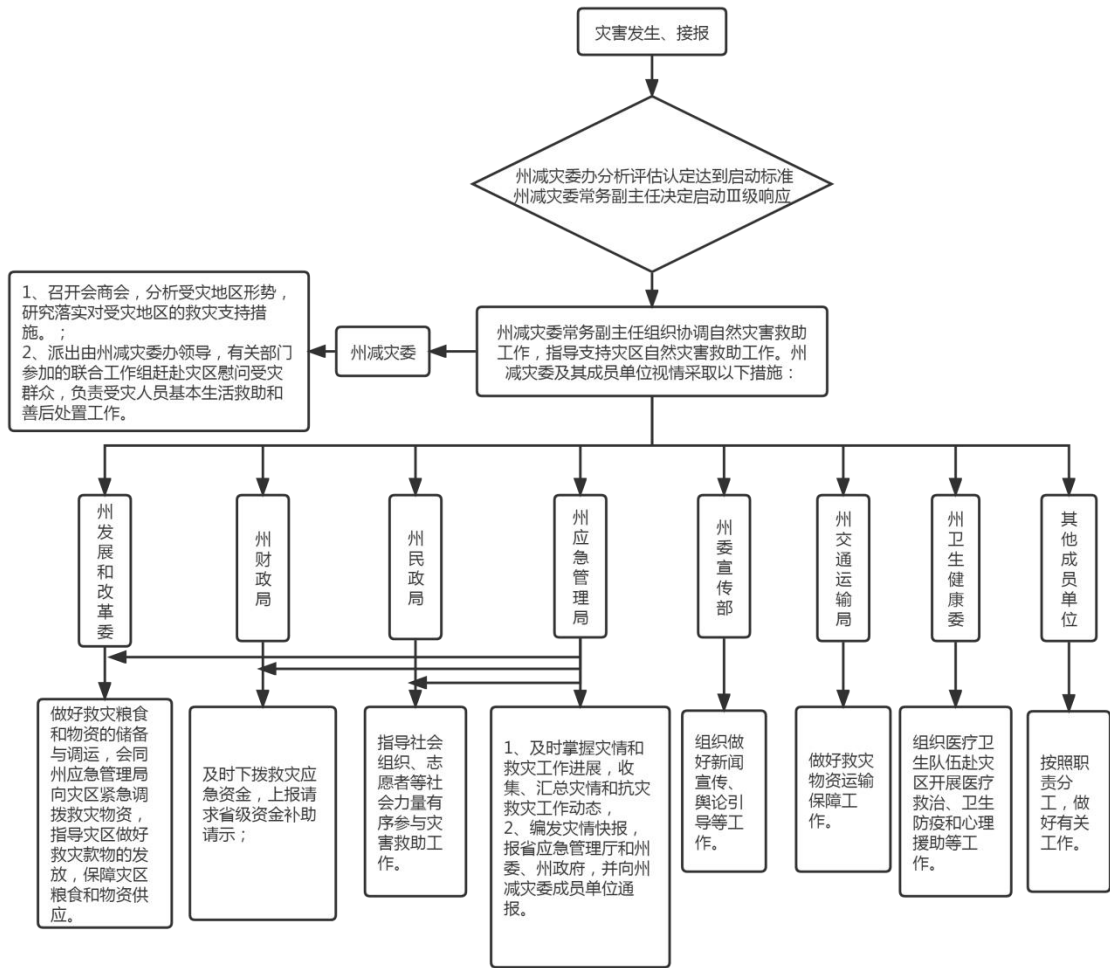 灾害发生、接报
州减灾委办分析评估认定达到启动标准
州减灾委常务副主任决定启动Ⅲ级响应
1、召开会商会，分析受灾地区形势，
研究落实对受灾地区的救灾支持措
施。；
2、派出由州减灾委办领导，有关部门
参加的联合工作组赶赴灾区慰问受灾
群众，负责受灾人员基本生活救助和
善后处置工作。
州减灾委
州减灾委常务副主任组织协调自然灾害救助
工作，指导支持灾区自然灾害救助工作。州
减灾委及其成员单位视情采取以下措施：
州发展和改革委
州财政局
州民政局
州应急管理局
州委宣传部
州交通运输局
州卫生健康委
其他成员单位
做好救灾粮食
和物资的储备
与调运，会同
州应急管理局
向灾区紧急调
拨救灾物资，
指导灾区做好
救灾款物的发
放，保障灾区
粮食和物资供
应。
及时下拨救灾应
急资金，上报请
求省级资金补助
请示；
指导社会
组织、志
愿者等社
会力量有
序参与灾
害救助工
作。
1、及时掌握灾情和
救灾工作进展，收
集、汇总灾情和抗灾
救灾工作动态，
2、编发灾情快报，
报省应急管理厅和州
委、州政府，并向州
减灾委成员单位通
报。
组织做
好新闻
宣传、
舆论引
导等工
作。
做好救灾
物资运输
保障工
作。
组织医疗卫
生队伍赴灾
区开展医疗
救治、卫生
防疫和心理
援助等工
作。
按照职
责分
工，做
好有关
工作。